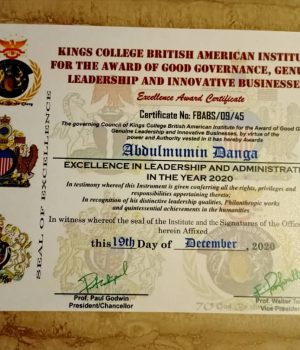 KINGS COLLEGE BRITISH AMERICAN INSTITU
FOR THE AWARD OF GOOD GOVERNANCE, GENU
LEADERSHIP AND INNOVATIVE BUSINESSE
Excellence Award Certificate
Certificate No: FBABS/09/45
The governing Council of Kings College British American Institute for the Award of Good G
Genuine Leadership and Innovative Businesses, by virtue of the
power and Authority vested in it has hereby Awards
Abdulmumin Danga
EXCELLENCE IN LEADERSHIP AND ADMINISTRAT
IN THE YEAR 2020
In testimony whereof this Instrument is given conferring all the rights, privileges and
responsibilities appertaining thereto;
In recognition of his distinctive leadership qualities, Philanthropic works
and quintessential achievements in the humanities
In witness whereof the seal of the Institute and the Signatures of the Office
herein Affixed
this 19th Day of December, 2020
Prof. Paul Godwin
President/Chancellor
Prof. Walter Te
Vice Presiden
SEAL OF EXCELLENCE